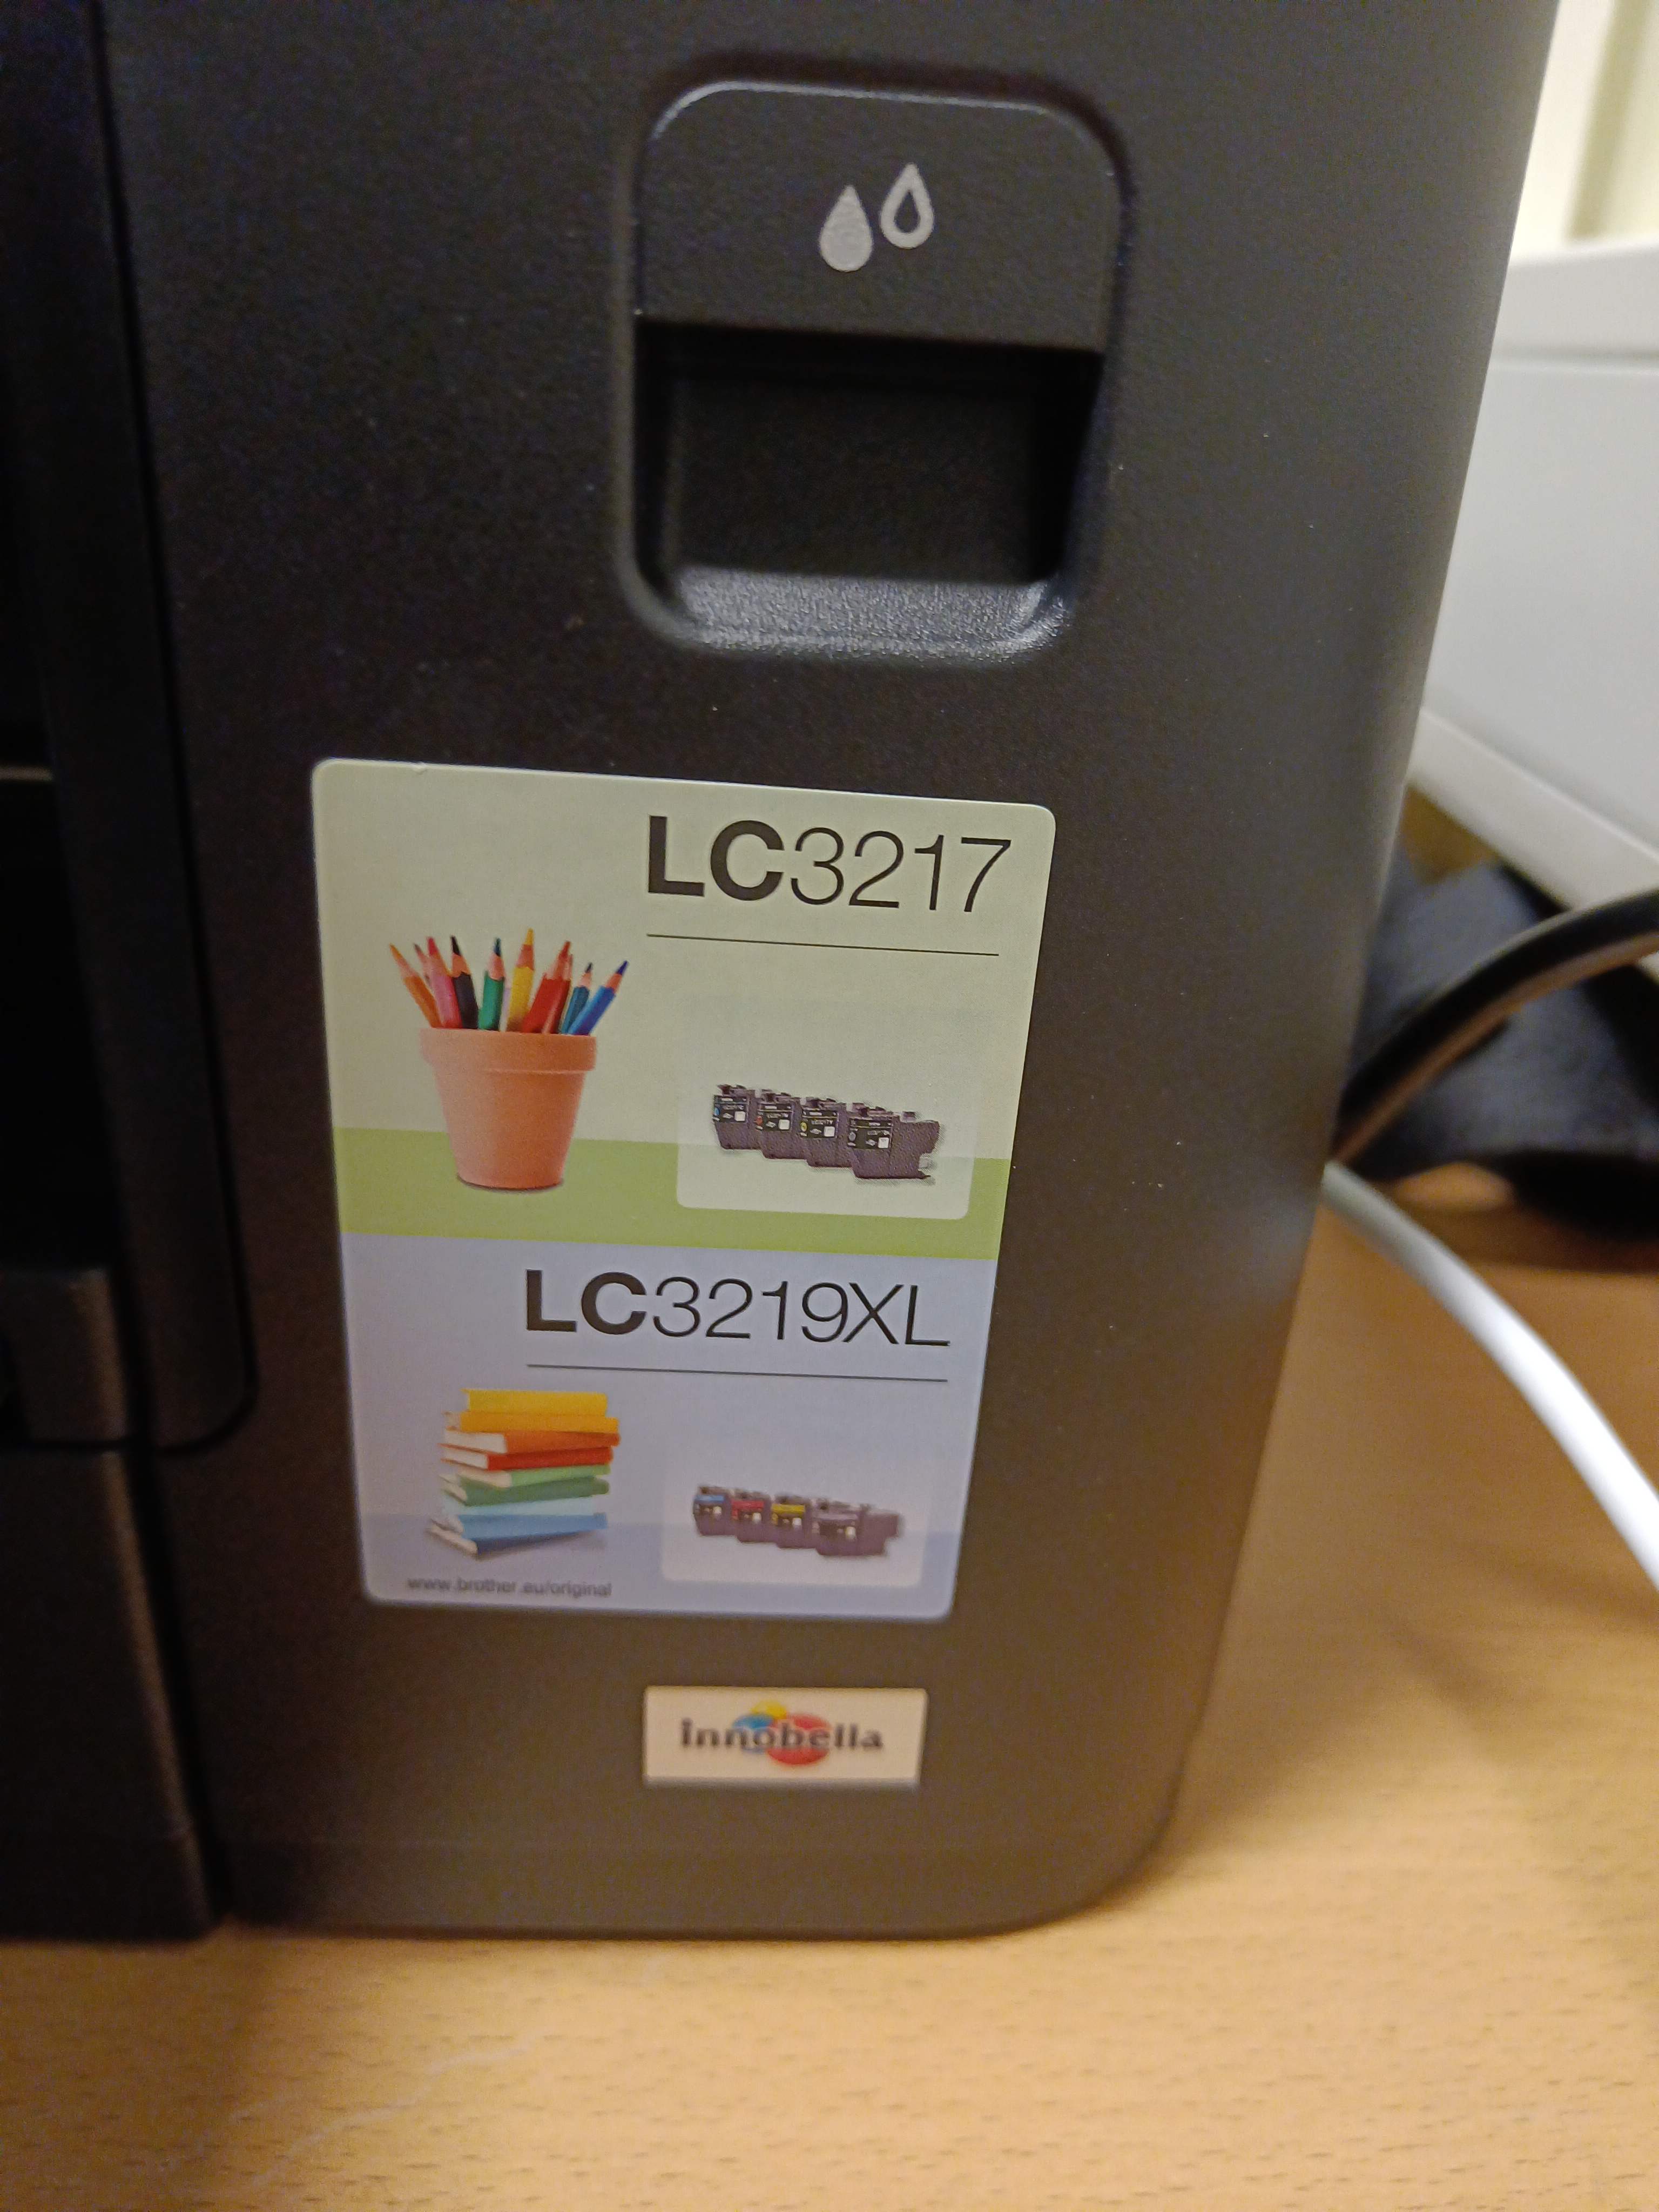 LC3217
LC3219XL
www.brother.eu/original
innobella